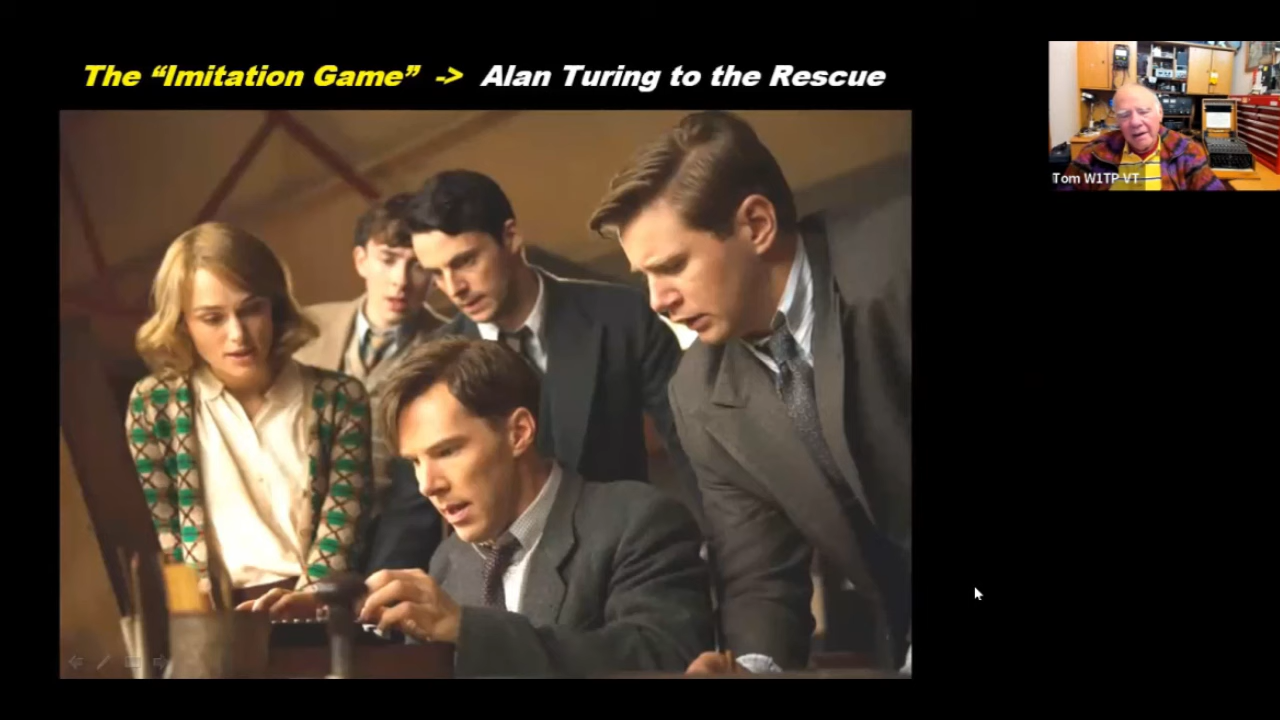 The “Imitation Game” -> Alan Turing to the Rescue
Tom W1TP VT